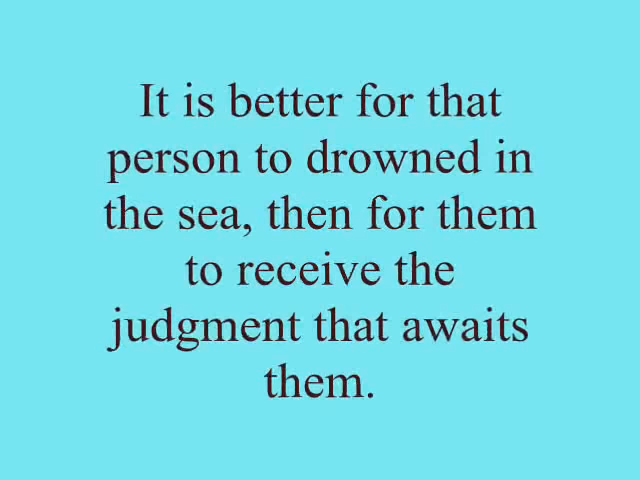 It is better for that
person to drowned in
the sea, then for them
to receive the
judgment that awaits
them.